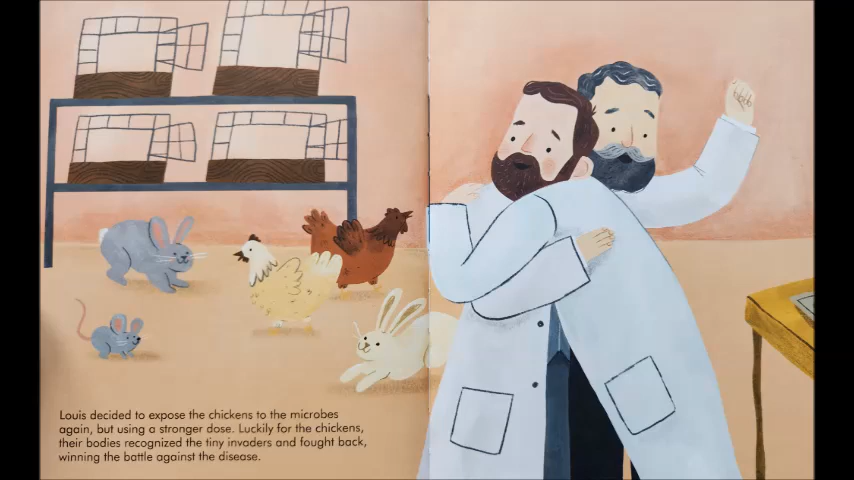 Louis decided to expose the chickens to the microbes
again, but using a stronger dose. Luckily for the chickens,
their bodies recognized the tiny invaders and fought back,
winning the battle against the disease.